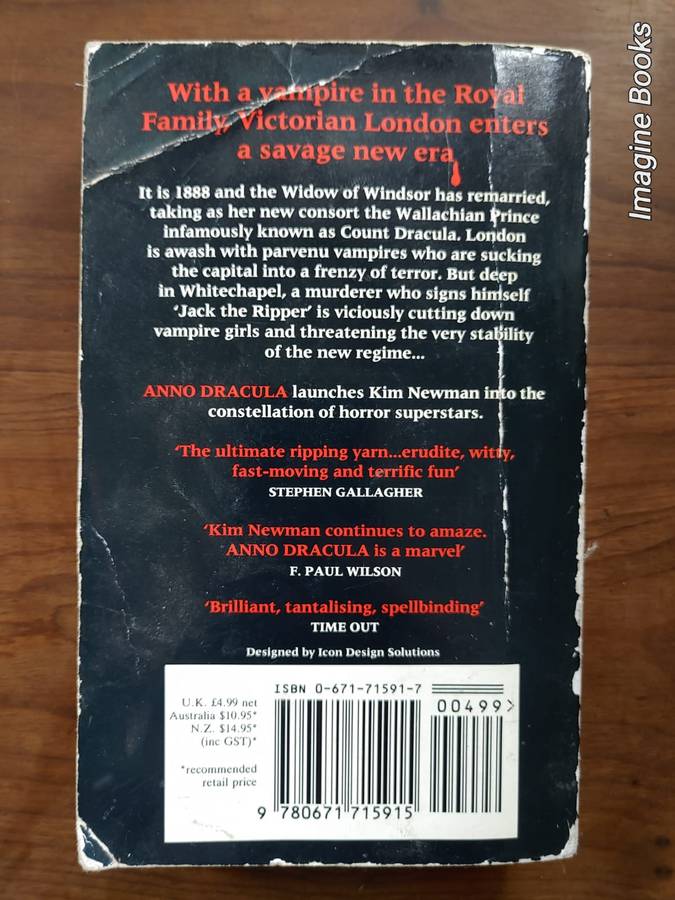 With a vampire in the Royal
Family, Victorian London enters
a savage new era
It is 1888 and the Widow of Windsor has remarried,
taking as her new consort the Wallachian Prince
infamously known as Count Dracula. London
is awash with parvenu vampires who are sucking
the capital into a frenzy of terror. But deep
in Whitechapel, a murderer who signs himself
‘Jack the Ripper’ is viciously cutting down
vampire girls and threatening the very stability
of the new regime...
ANNO DRACULA launches Kim Newman into the
constellation of horror superstars.
‘The ultimate ripping yarn...erudite, witty,
fast-moving and terrific fun’
STEPHEN GALLAGHER
‘Kim Newman continues to amaze.
ANNO DRACULA is a marvel’
F. PAUL WILSON
‘Brilliant, tantalising, spellbinding’
TIME OUT
Designed by Icon Design Solutions
U.K. £4.99 net
Australia $10.95*
N.Z. $14.95*
(inc GST)*
*recommended
retail price
ISBN 0-671-71591-7
00499>
9 780671 715915
Imagine Books